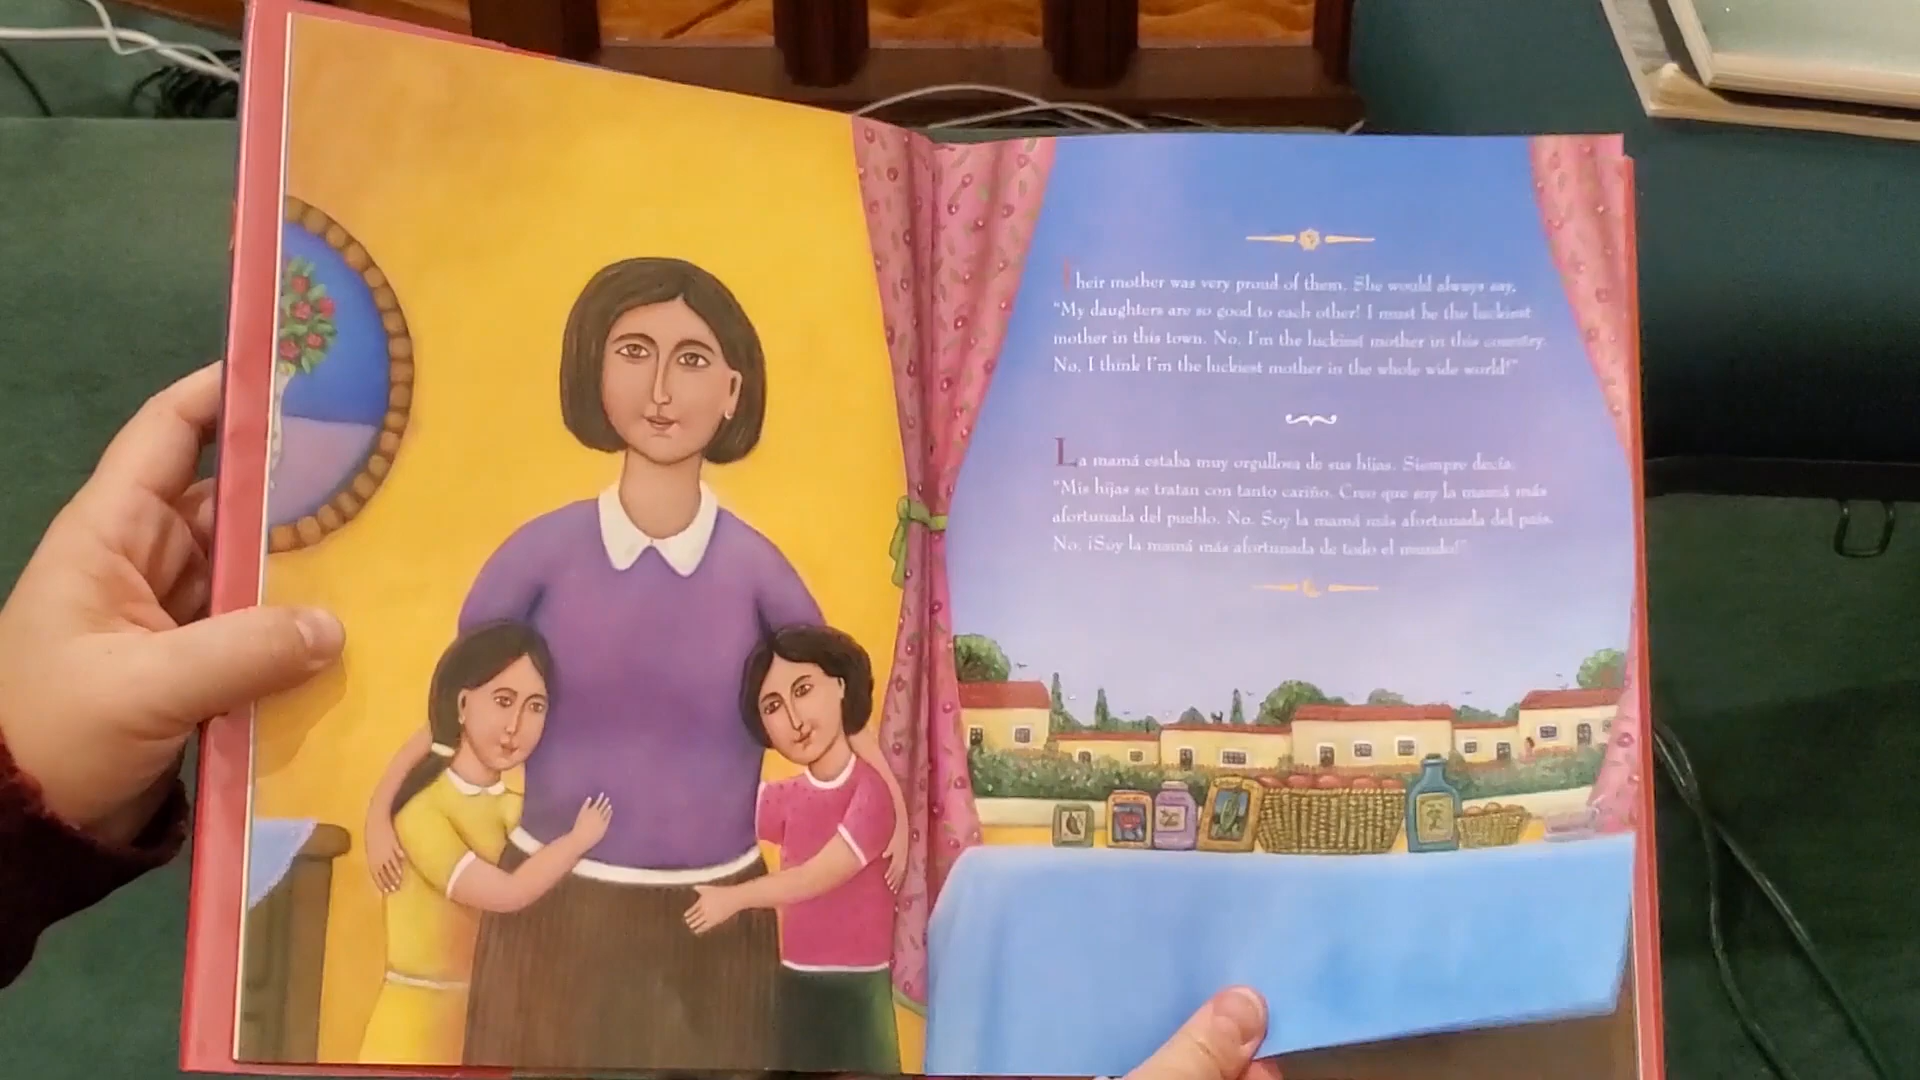 Their mother was very proud of them. She would always say,
“My daughters are so good to each other! I must be the luckiest
mother in this town. No, I'm the luckiest mother in this country.
No, I think I'm the luckiest mother in the whole wide world!”
La mamá estaba muy orgullosa de sus hijas. Siempre decía:
“Mis hijas se tratan con tanto cariño. Creo que soy la mamá más
afortunada del pueblo. No. Soy la mamá más afortunada del país.
No, ¡Soy la mamá más afortunada de todo el mundo!”